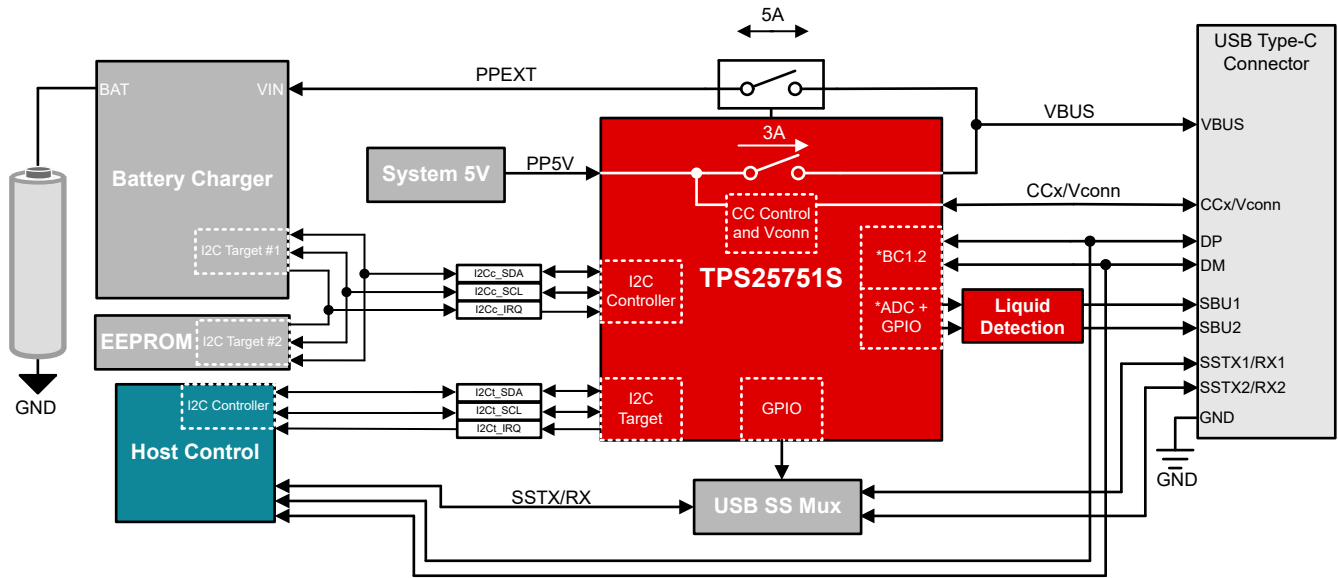 5A
USB Type-C
Connector
PPEXT
BAT
VIN
VBUS
VBUS
3A
Battery Charger
System 5V
PP5V
CCx/Vconn
CCx/Vconn
CC Control
and Vconn
I2C Target #1
*BC1.2
DP
DM
TPS25751S
I2Cc_SDA
I2Cc_SCL
I2Cc_IRQ
I2C
Controller
*ADC +
GPIO
Liquid
Detection
SBU1
SBU2
EEPROM
I2C Target #2
SSTX1/RX1
SSTX2/RX2
GND
I2C Controller
I2Ct_SDA
I2Ct_SCL
I2Ct_IRQ
I2C
Target
GPIO
GND
Host Control
GND
SSTX/RX
USB SS Mux